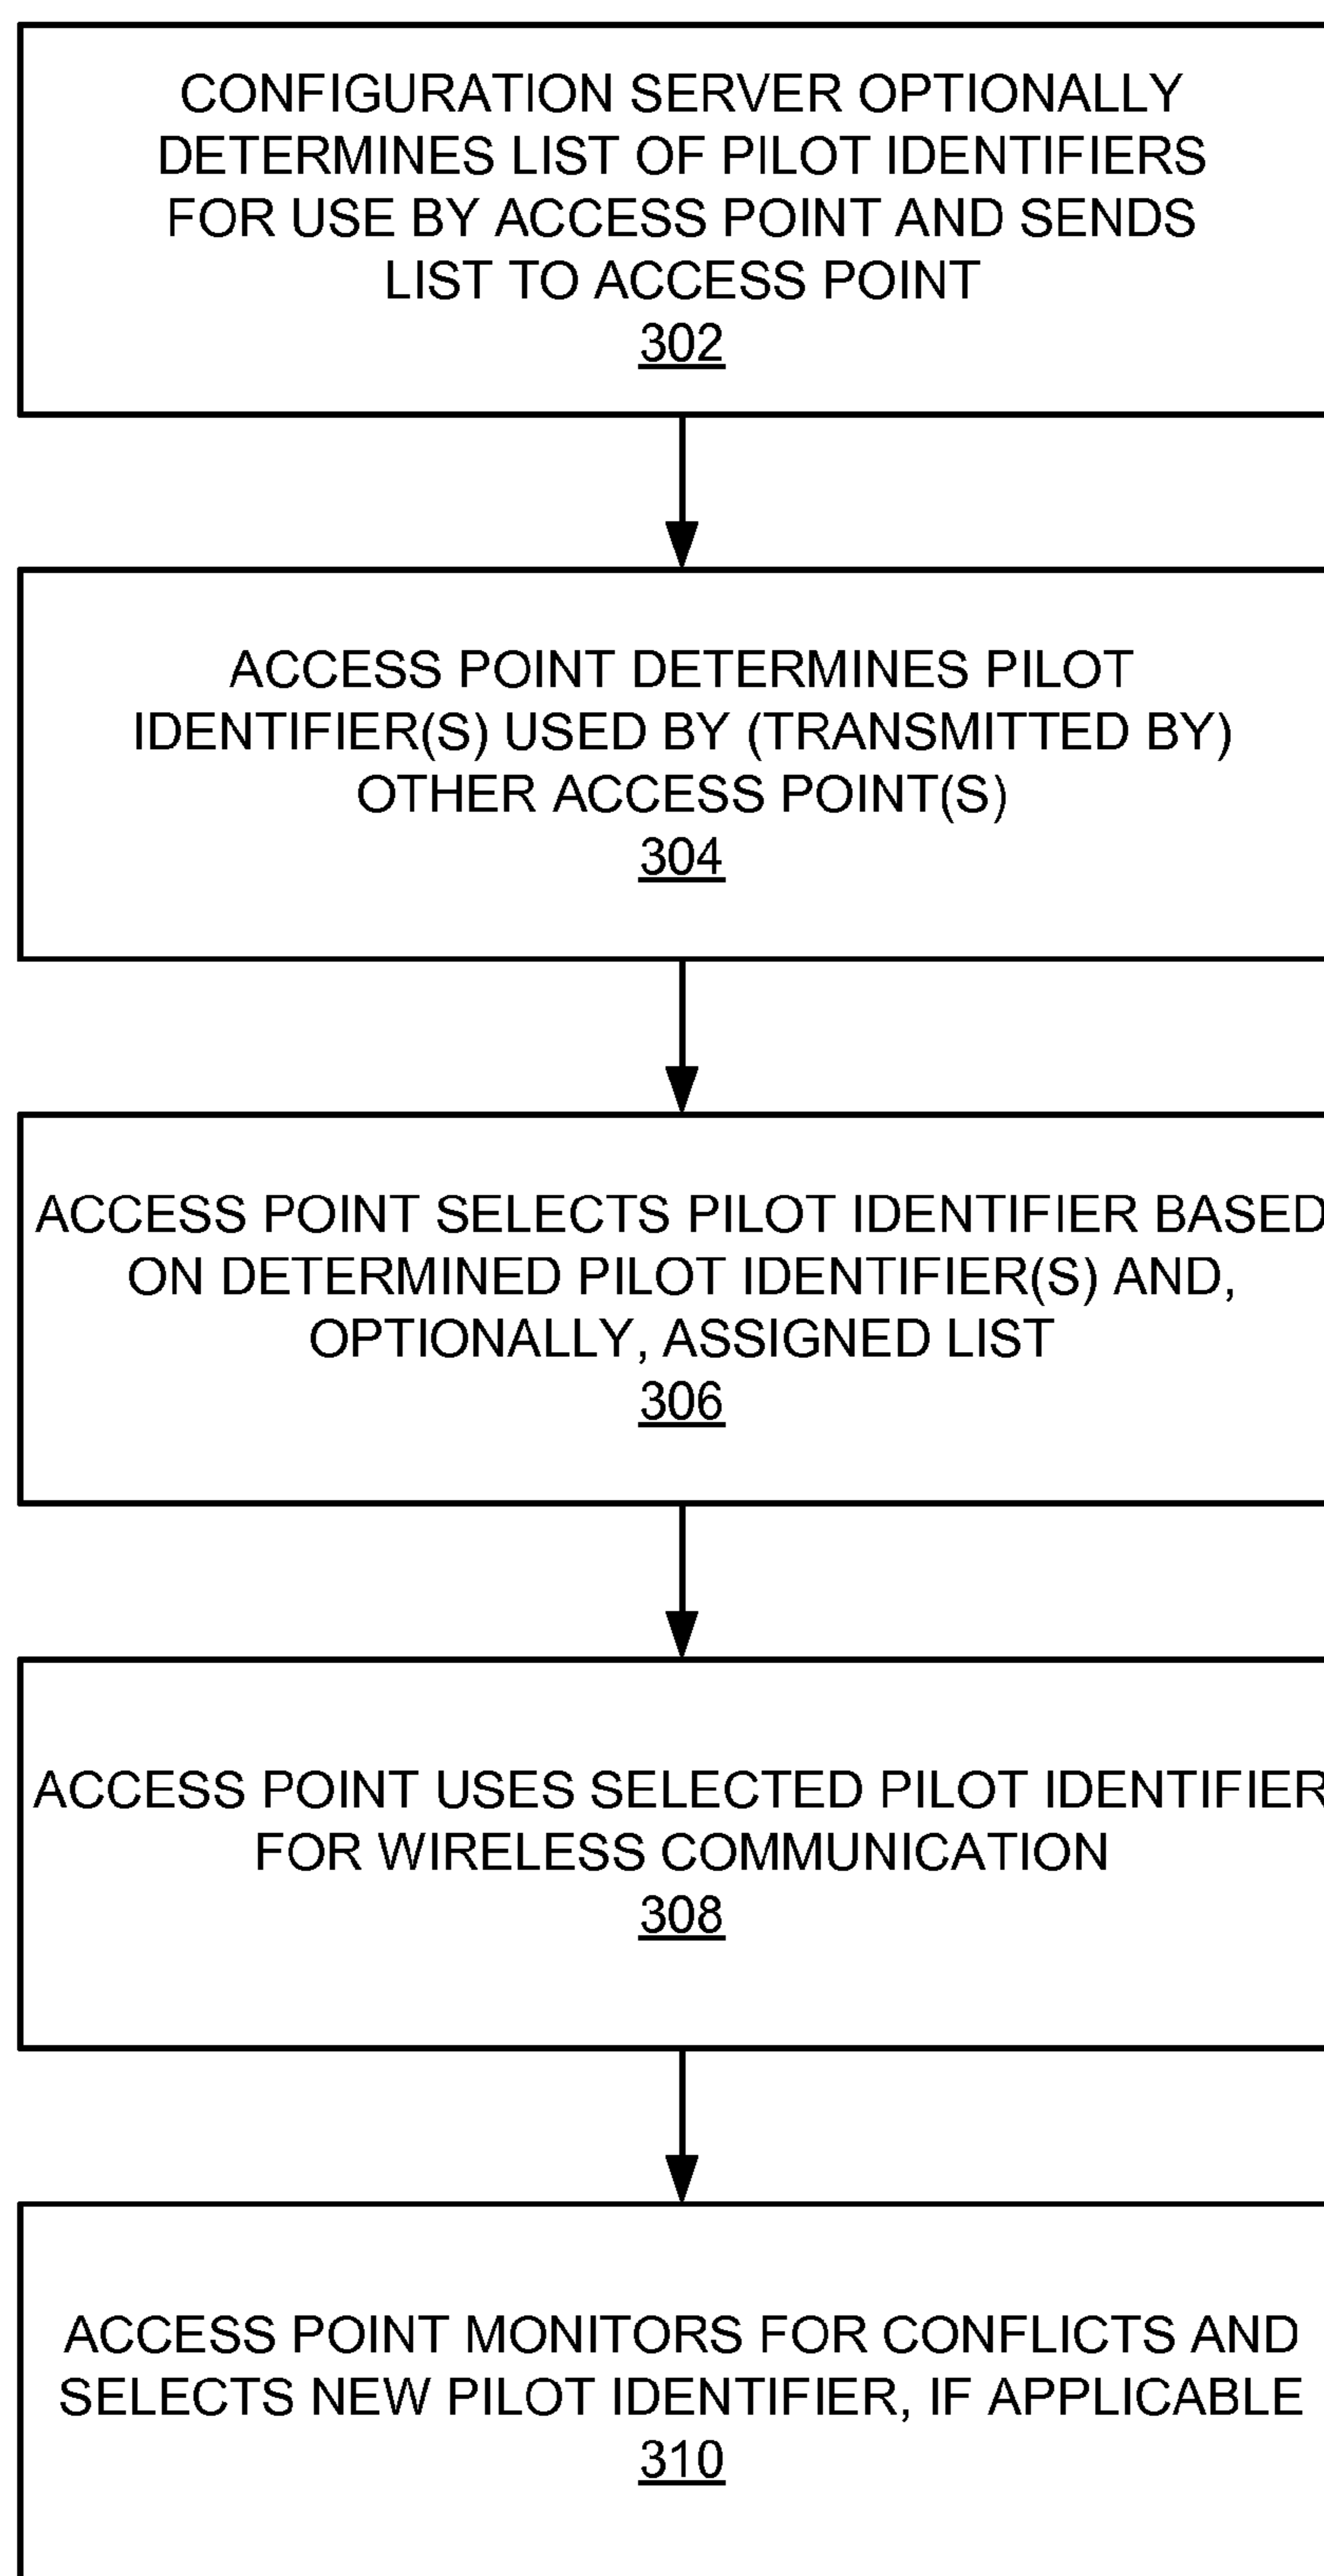 CONFIGURATION SERVER OPTIONALLY
DETERMINES LIST OF PILOT IDENTIFIERS
FOR USE BY ACCESS POINT AND SENDS
LIST TO ACCESS POINT
302
ACCESS POINT DETERMINES PILOT
IDENTIFIER(S) USED BY (TRANSMITTED BY)
OTHER ACCESS POINT(S)
304
ACCESS POINT SELECTS PILOT IDENTIFIER BASED
ON DETERMINED PILOT IDENTIFIER(S) AND,
OPTIONALLY, ASSIGNED LIST
306
ACCESS POINT USES SELECTED PILOT IDENTIFIER
FOR WIRELESS COMMUNICATION
308
ACCESS POINT MONITORS FOR CONFLICTS AND
SELECTS NEW PILOT IDENTIFIER, IF APPLICABLE
310